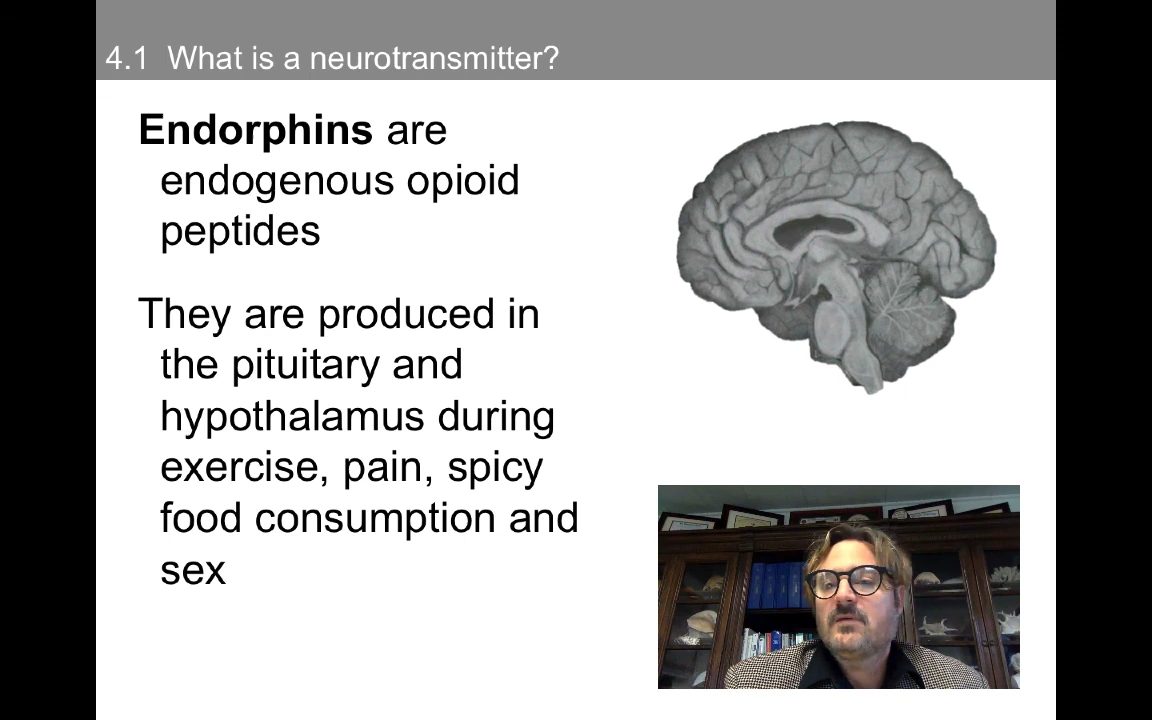 4.1 What is a neurotransmitter?
Endorphins are
endogenous opioid
peptides
They are produced in
the pituitary and
hypothalamus during
exercise, pain, spicy
food consumption and
sex